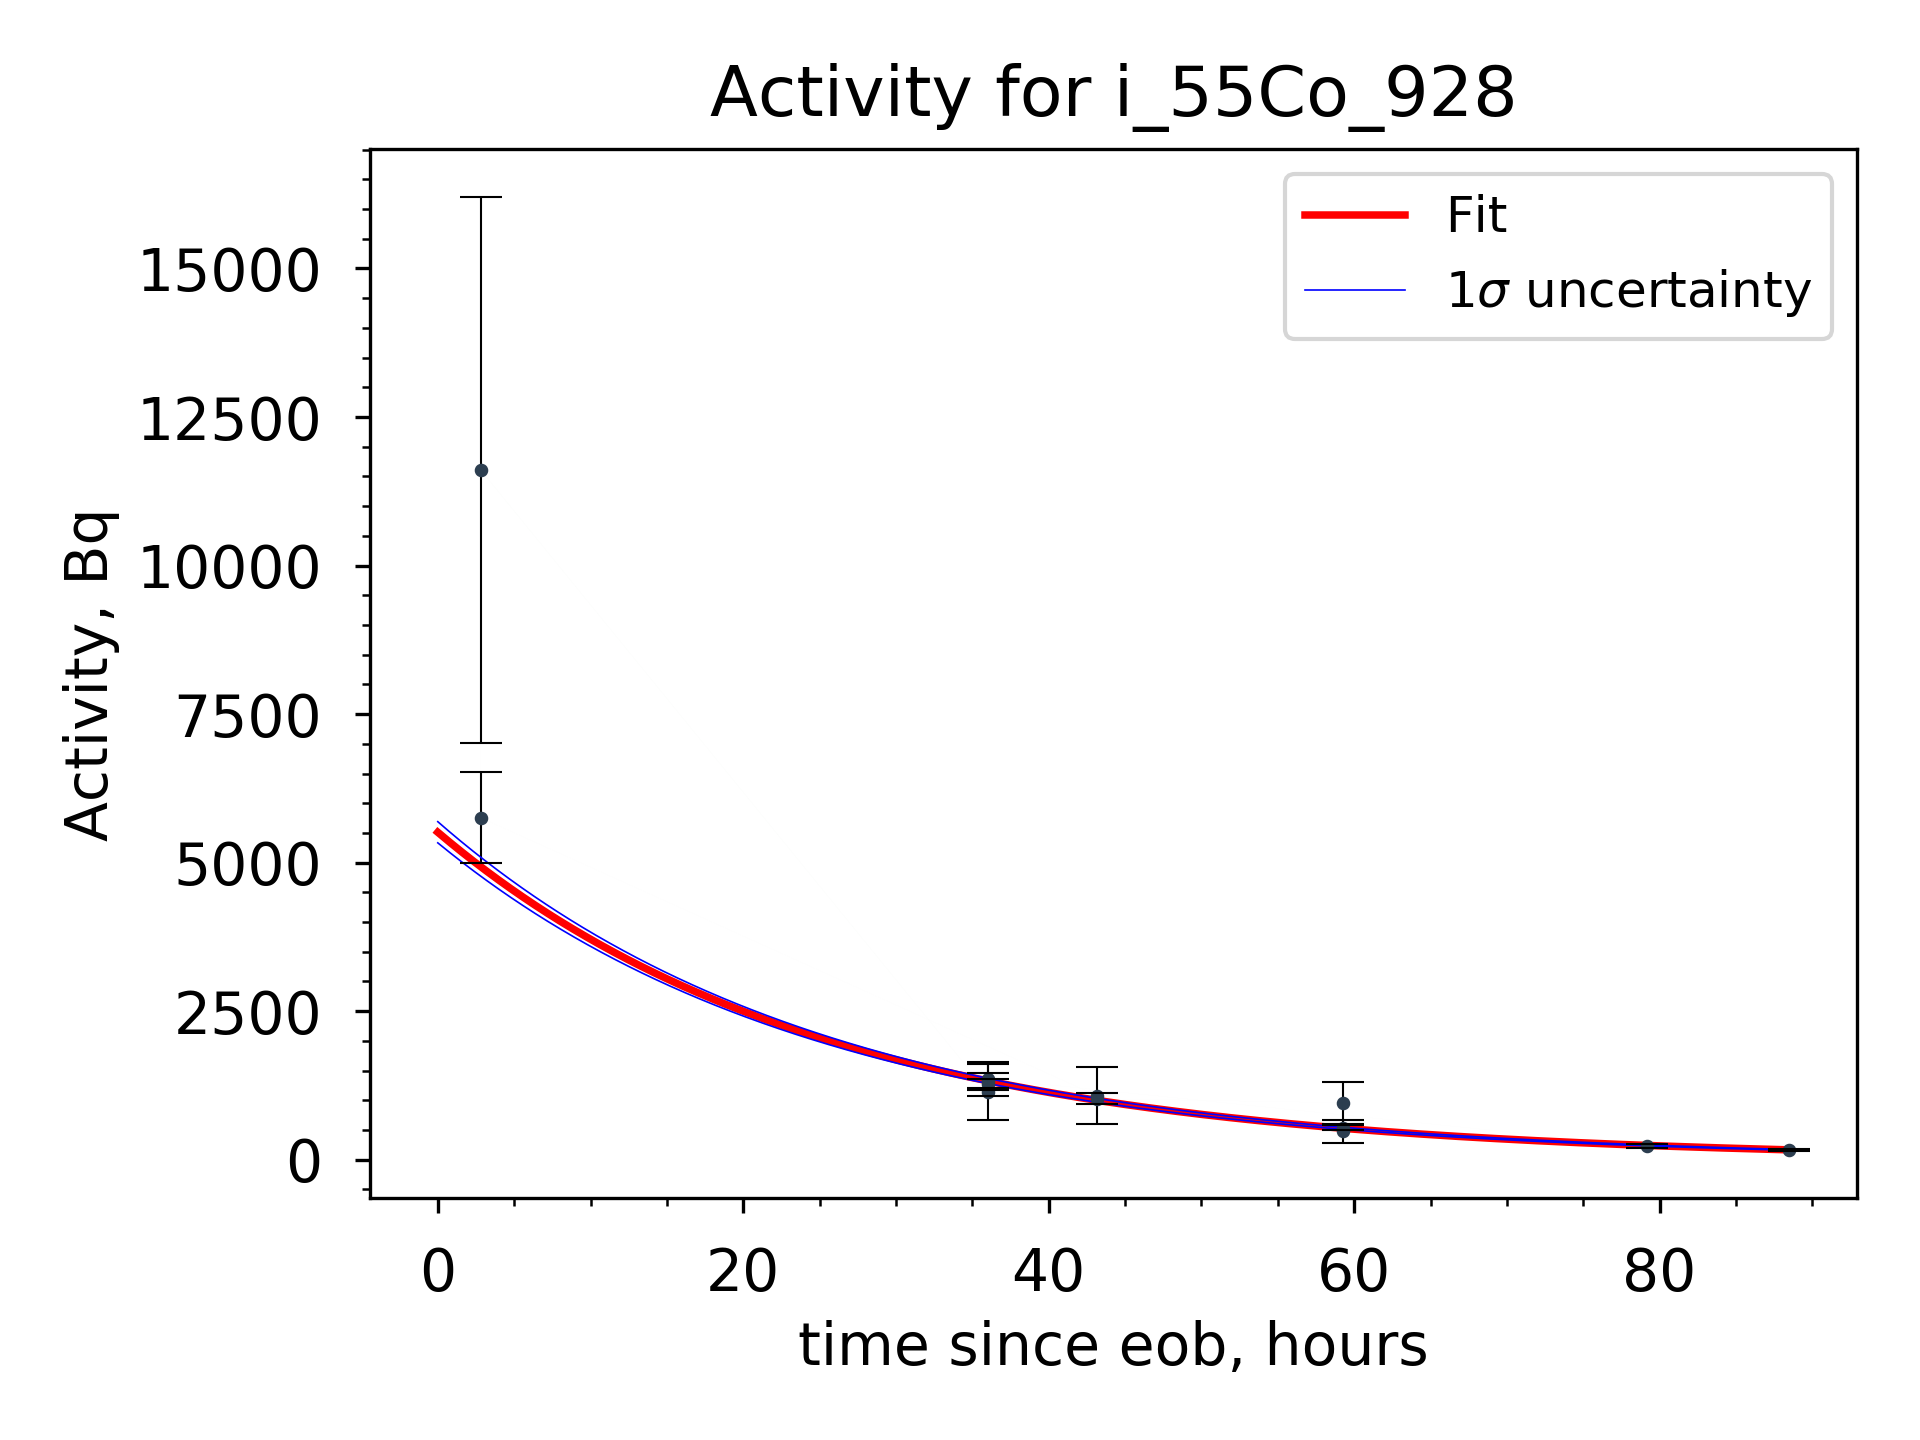 Activity for i_55Co_928
Fit
1σ uncertainty
Activity, Bq
15000
12500
10000
7500
5000
2500
0
0 20 40 60 80
time since eob, hours